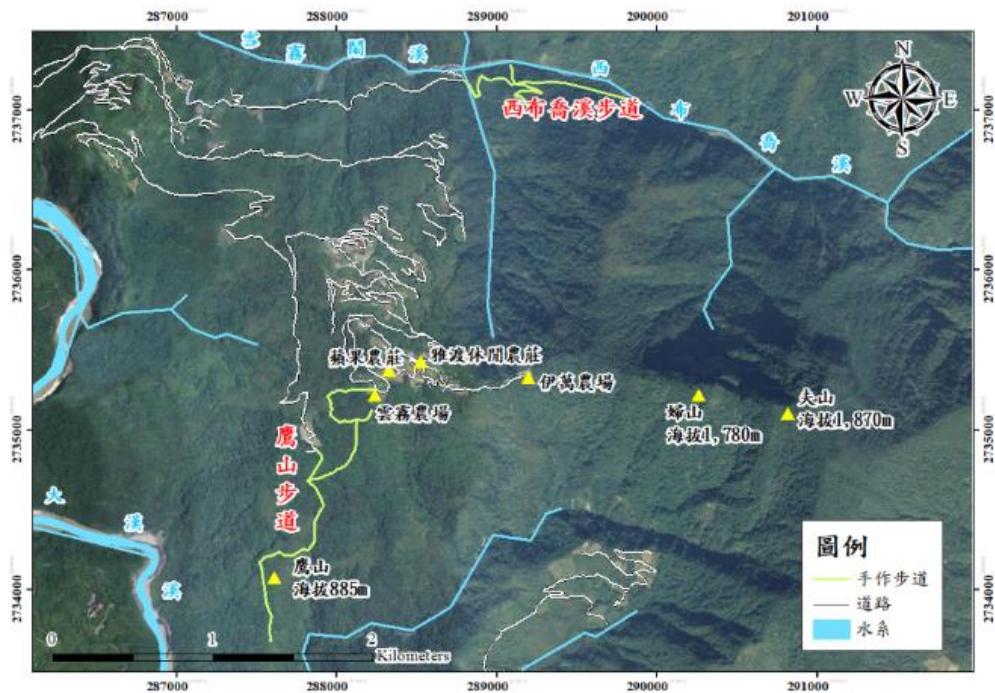 287000 288000 289000 290000 291000
雲霧鬧溪
西布喬溪
西布喬溪步道
N
W E
S
2737000 2737000
2736000 2736000
蘋果農莊
雅渡休閒農莊
伊萬農場
雲霧農場
婦山
海拔1,780m
夫山
海拔1,870m
2735000 2735000
鷹山步道
大漢溪
鷹山
海拔885m
2734000 2734000
圖例
手作步道
道路
水系
0 1 2
Kilometers
287000 288000 289000 290000 291000